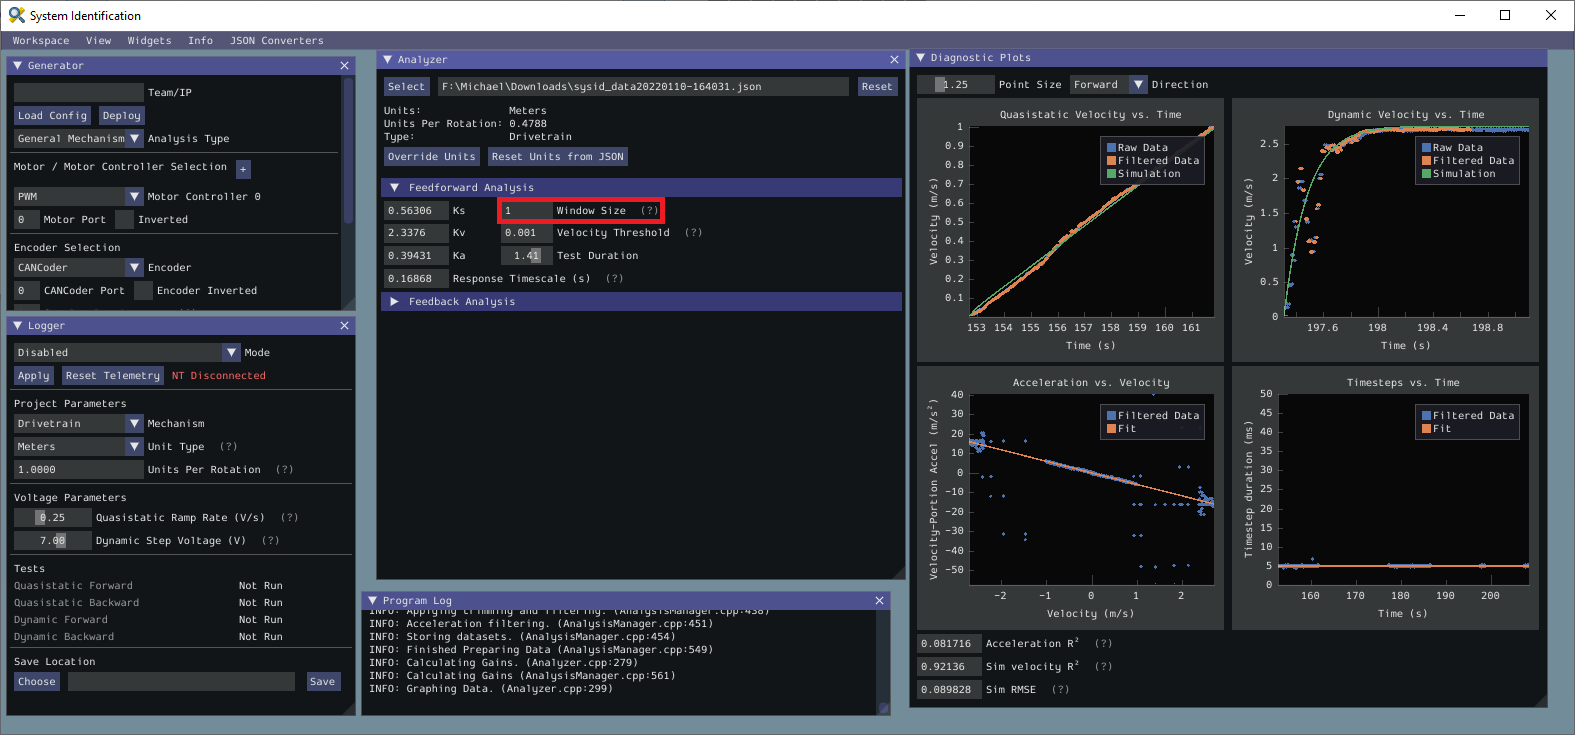 System Identification
Workspace View Widgets Info JSON Converters
Generator
Team/IP
Load Config Deploy
General Mechanism Analysis Type
Motor / Motor Controller Selection +
PWM Motor Controller 0
0 Motor Port Inverted
Encoder Selection
CANCoder Encoder
0 CANCoder Port Encoder Inverted
Logger
Disabled Mode
Apply Reset Telemetry NT Disconnected
Project Parameters
Drivetrain Mechanism
Meters Unit Type (?)
1.0000 Units Per Rotation (?)
Voltage Parameters
0.25 Quasistatic Ramp Rate (V/s) (?)
7.00 Dynamic Step Voltage (V) (?)
Tests
Quasistatic Forward Not Run
Quasistatic Backward Not Run
Dynamic Forward Not Run
Dynamic Backward Not Run
Save Location
Choose Save
Analyzer
Select F:\Michael\Downloads\sysid_data20220110-164031.json Reset
Units: Meters
Units Per Rotation: 0.4788
Type: Drivetrain
Override Units Reset Units from JSON
Feedforward Analysis
0.56306 Ks 1 Window Size (?)
2.3376 Kv 0.001 Velocity Threshold (?)
0.39431 Ka 1.41 Test Duration
0.16868 Response Timescale (s) (?)
Feedback Analysis
Program Log
INFO: Applying trimming and filtering. (AnalysisManager.cpp:438)
INFO: Acceleration filtering. (AnalysisManager.cpp:451)
INFO: Storing datasets. (AnalysisManager.cpp:454)
INFO: Finished Preparing Data (AnalysisManager.cpp:549)
INFO: Calculating Gains. (Analyzer.cpp:279)
INFO: Calculating Gains (AnalysisManager.cpp:561)
INFO: Graphing Data. (Analyzer.cpp:299)
Diagnostic Plots
1.25 Point Size Forward Direction
Quasistatic Velocity vs. Time
Raw Data
Filtered Data
Simulation
Velocity (m/s)
1
0.9
0.8
0.7
0.6
0.5
0.4
0.3
0.2
0.1
153 154 155 156 157 158 159 160 161
Time (s)
Dynamic Velocity vs. Time
Raw Data
Filtered Data
Simulation
Velocity (m/s)
2.5
2
1.5
1
0.5
0
197.6 198 198.4 198.8
Time (s)
Acceleration vs. Velocity
Filtered Data
Fit
Velocity-Portion Accel (m/s²)
40
30
20
10
0
-10
-20
-30
-40
-50
-2 -1 0 1 2
Velocity (m/s)
Timesteps vs. Time
Filtered Data
Fit
Timestep duration (ms)
50
45
40
35
30
25
20
15
10
5
0
160 170 180 190 200
Time (s)
0.081716 Acceleration R² (?)
0.92136 Sim velocity R² (?)
0.089828 Sim RMSE (?)